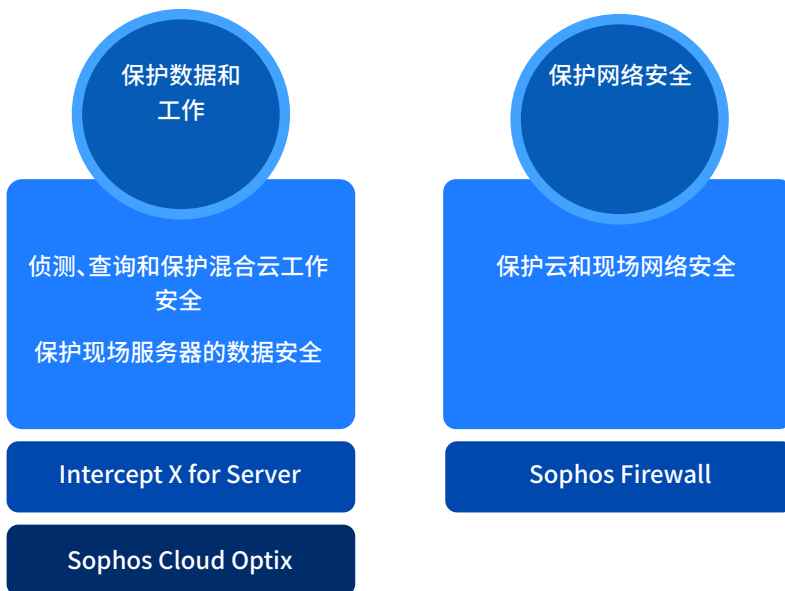 保护数据和
工作
侦测、查询和保护混合云工作
安全
保护现场服务器的数据安全
Intercept X for Server
Sophos Cloud Optix
保护网络安全
保护云和现场网络安全
Sophos Firewall